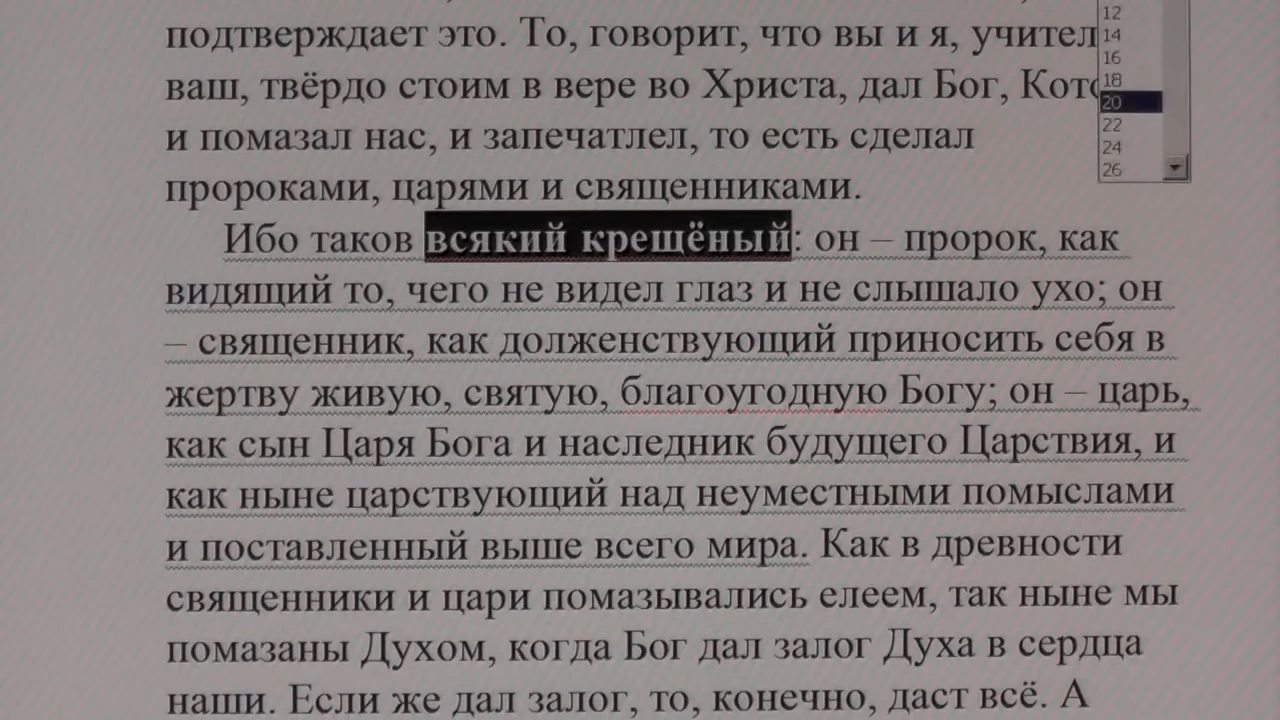 подтверждает это. То, говорит, что вы и я, учител
ваш, твёрдо стоим в вере во Христа, дал Бог,
и помазал нас, и запечатлел, то есть сделал
пророками, царями и священниками.
Ибо таков всякий крещёный: он – пророк, как
видящий то, чего не видел глаз и не слышало ухо; он
– священник, как долженствующий приносить себя в
жертву живую, святую, благоугодную Богу; он – царь,
как сын Царя Бога и наследник будущего Царствия, и
как ныне царствующий над неуместными помыслами
и поставленный выше всего мира. Как в древности
священники и цари помазывались елеем, так ныне мы
помазаны Духом, когда Бог дал залог Духа в сердца
наши. Если же дал залог, то, конечно, даст всё. А
12
14
16
18
20
22
24
26